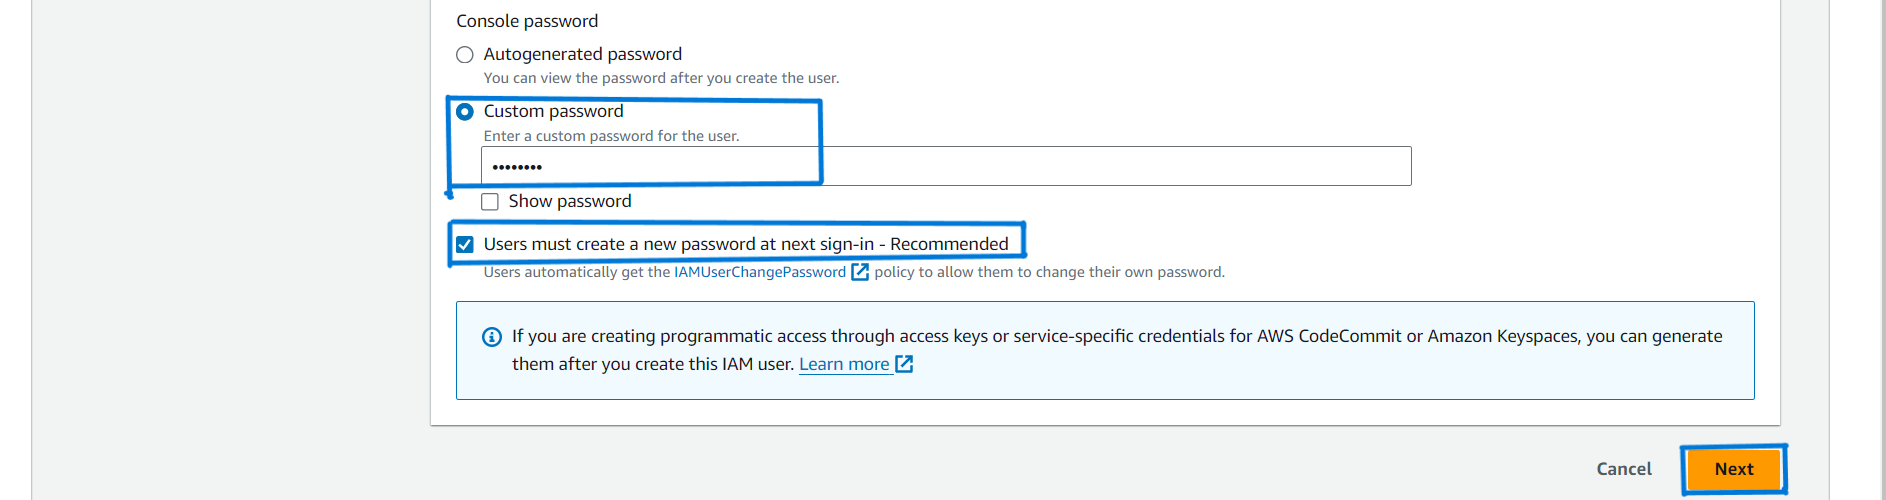 Console password
Autogenerated password
You can view the password after you create the user.
Custom password
Enter a custom password for the user.
••••••••
Show password
Users must create a new password at next sign-in - Recommended
Users automatically get the IAMUserChangePassword policy to allow them to change their own password.
If you are creating programmatic access through access keys or service-specific credentials for AWS CodeCommit or Amazon Keyspaces, you can generate
them after you create this IAM user. Learn more
Cancel Next